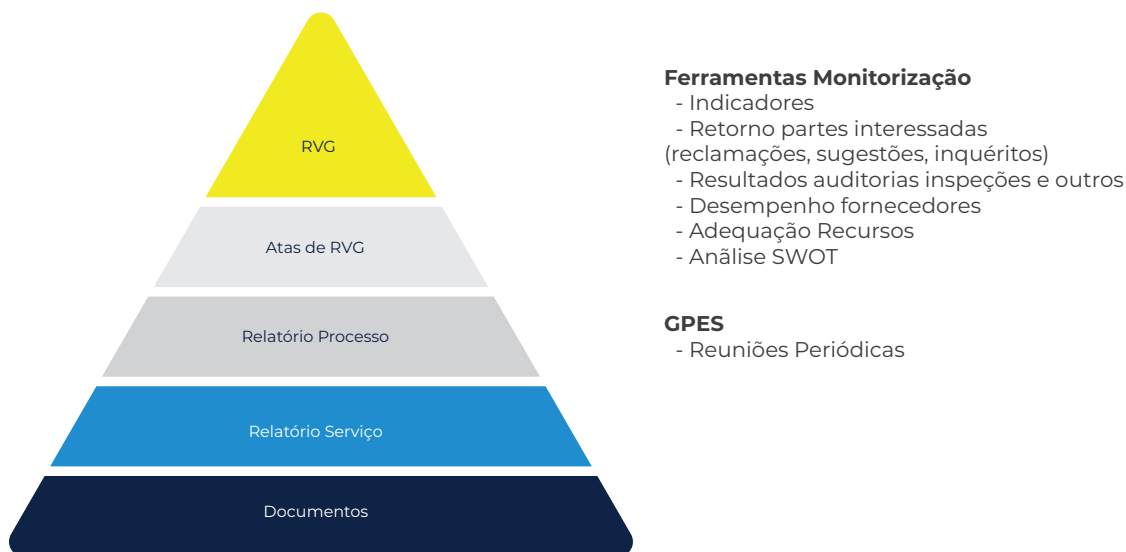 RVG
Atas de RVG
Relatório Processo
Relatório Serviço
Documentos
Ferramentas Monitorização
- Indicadores
- Retorno partes interessadas
(reclamações, sugestões, inquéritos)
- Resultados auditorias inspeções e outros
- Desempenho fornecedores
- Adequação Recursos
- Anãlise SWOT
GPES
- Reuniões Periódicas